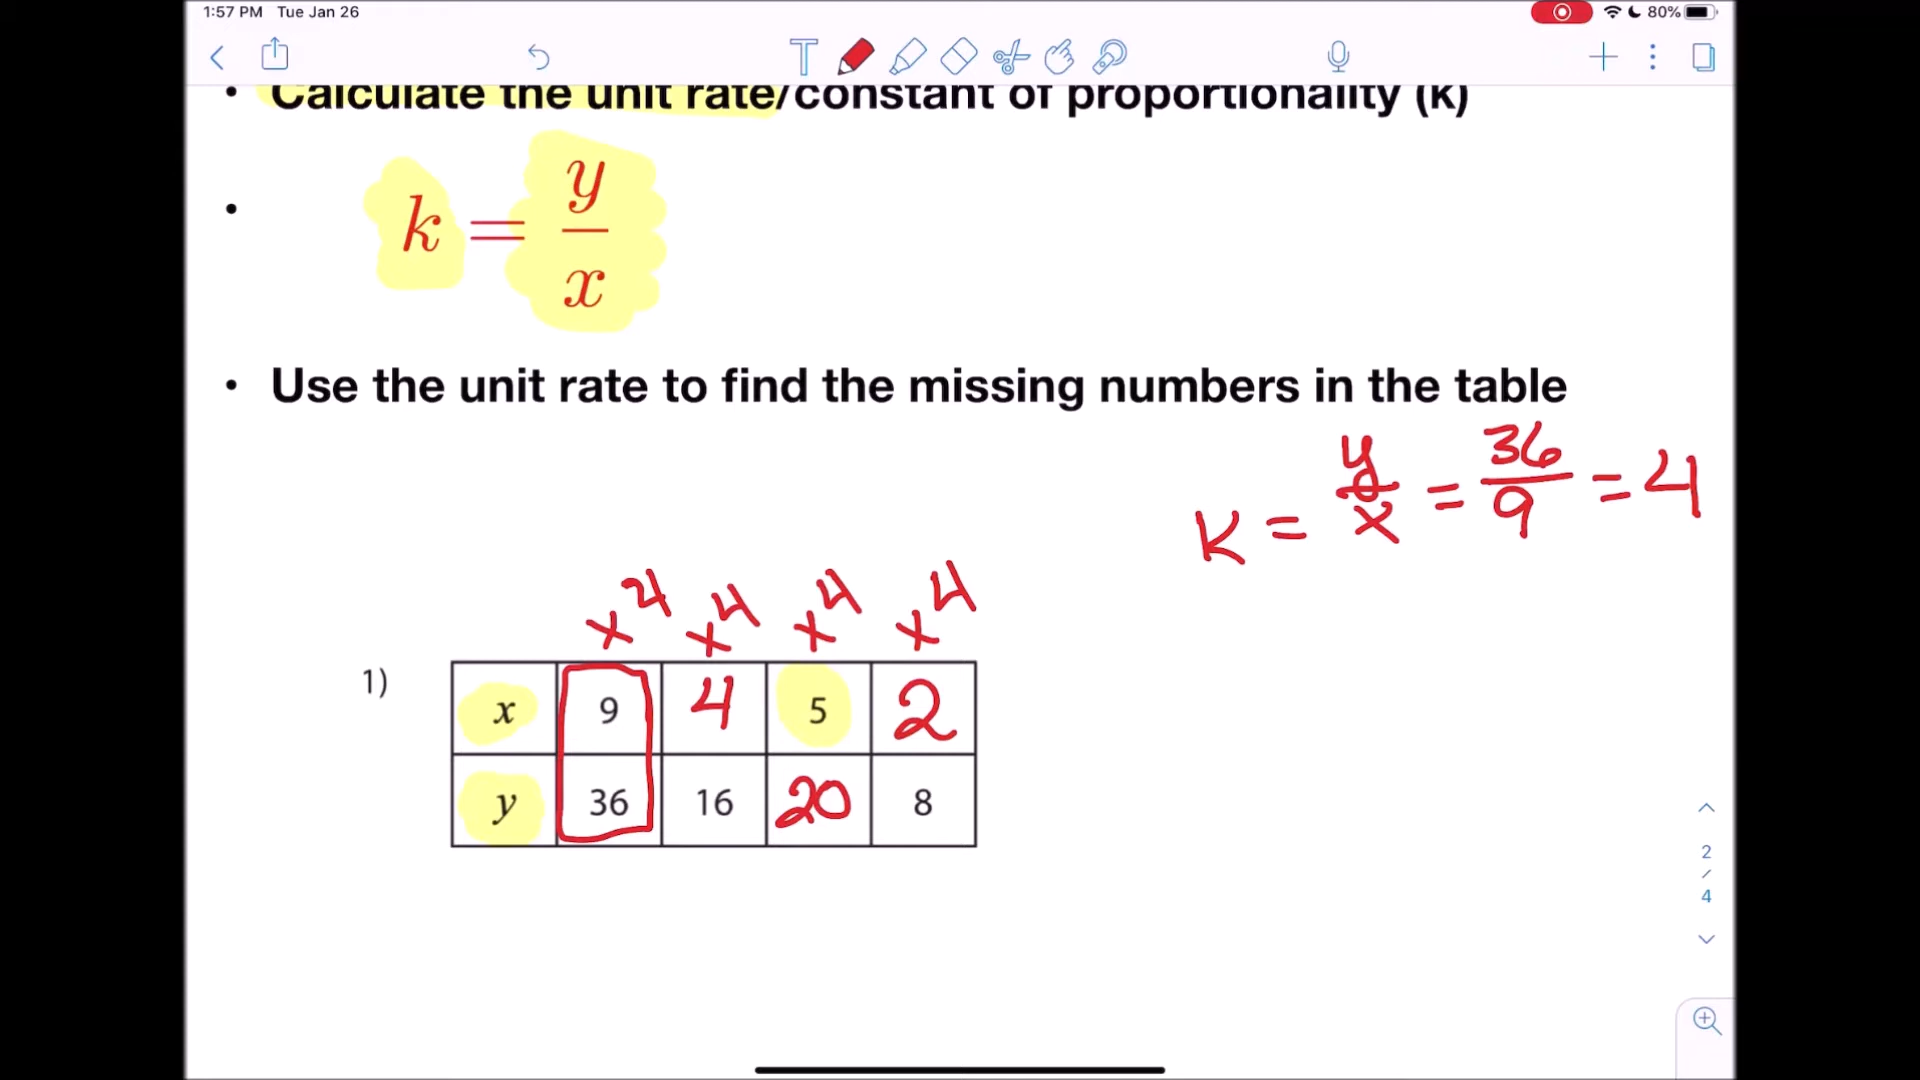 1:57 PM Tue Jan 26
80%
• Calculate the unit rate/constant of proportionality (k)
• k = y/x
• Use the unit rate to find the missing numbers in the table
K = y/x = 36/9 = 4
x4 x4 x4 x4
1)
x 9 4 5 2
y 36 16 20 8
2
/
4